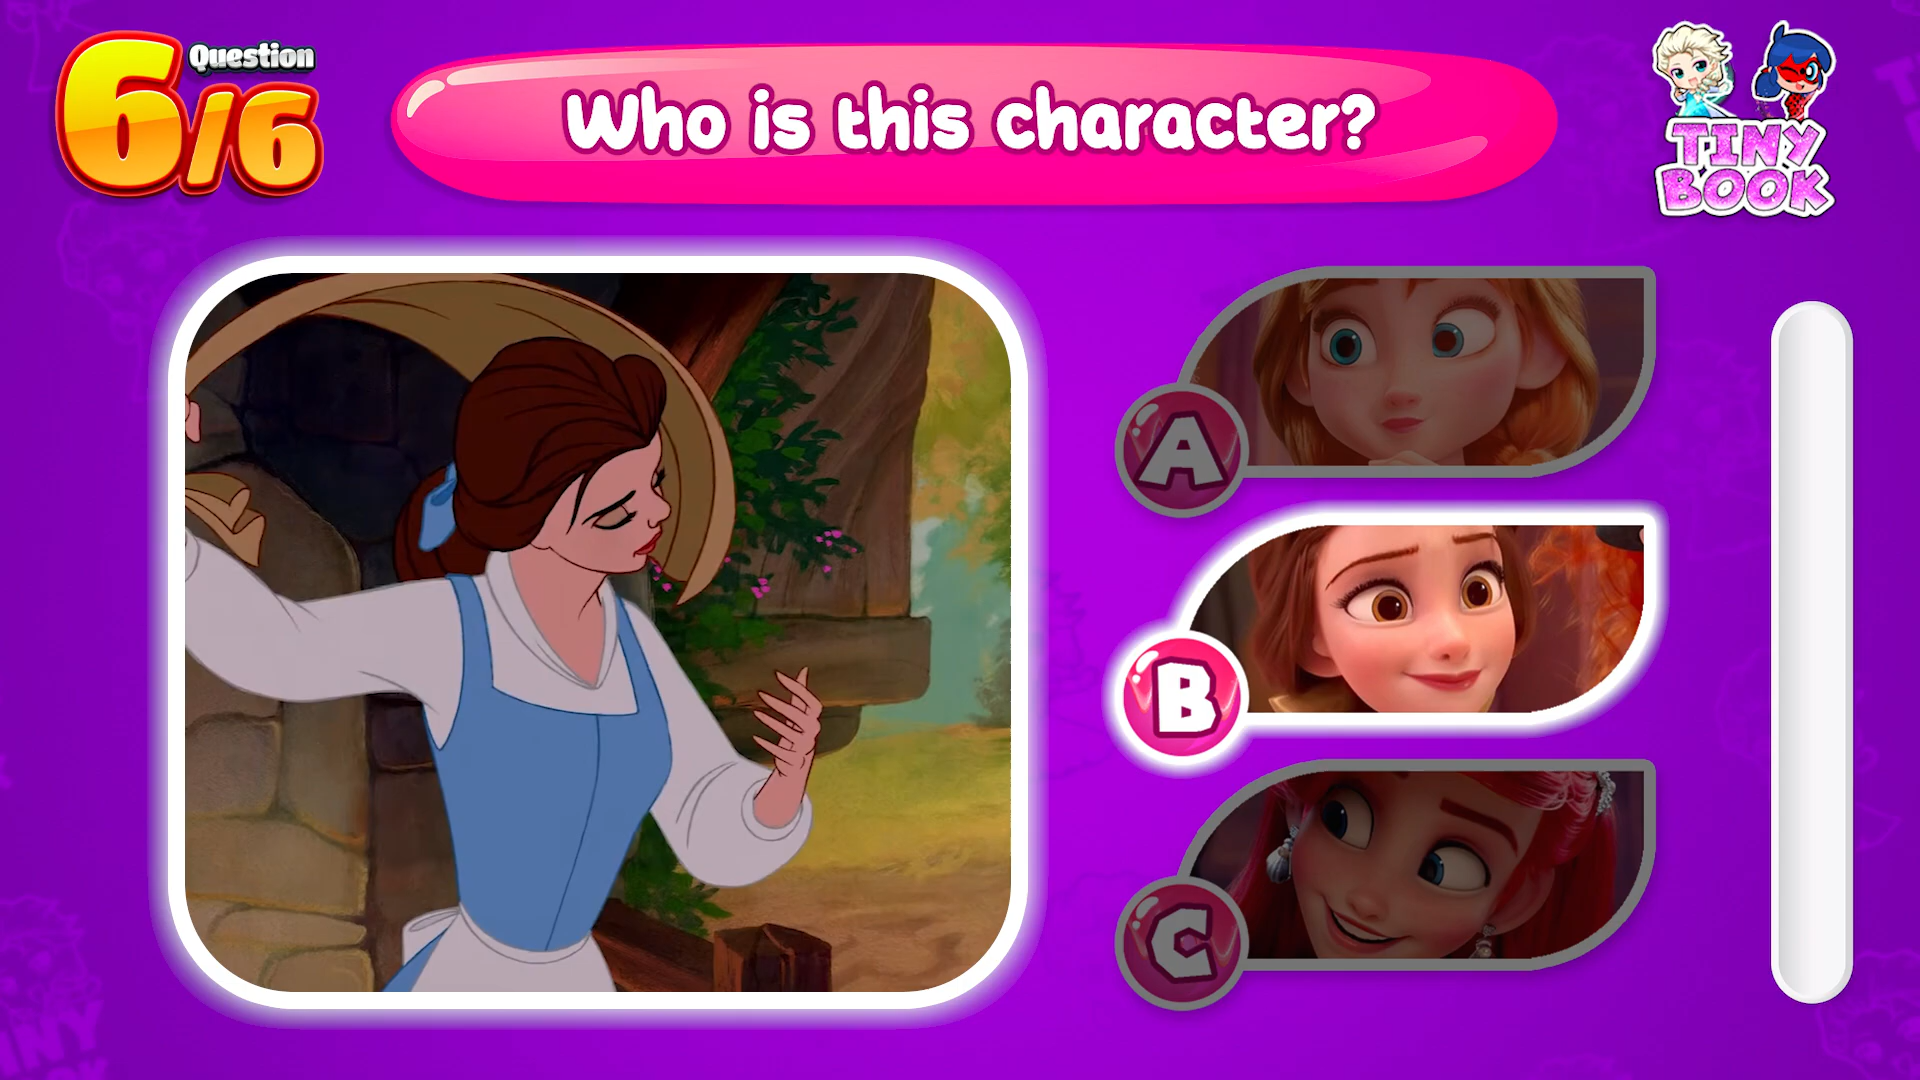 Question
6/6
Who is this character?
TINY
BOOK
A
B
C